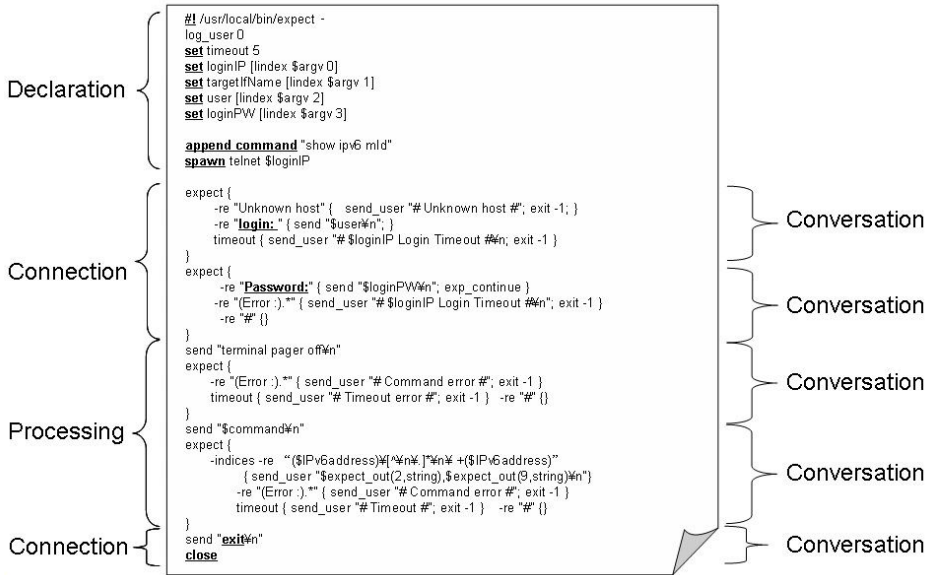 #! /usr/local/bin/expect -
log_user 0
set timeout 5
set loginIP [lindex $argv 0]
set targetIfName [lindex $argv 1]
set user [lindex $argv 2]
set loginPW [lindex $argv 3]
append command "show ipv6 mld"
spawn telnet $loginIP
Declaration
expect {
-re "Unknown host" { send_user "# Unknown host #"; exit -1; }
-re "login: " { send "$user¥n"; }
timeout { send_user "# $loginIP Login Timeout #¥n; exit -1 }
}
Conversation
Connection
expect {
-re "Password:" { send "$loginPW¥n"; exp_continue }
-re "(Error :).*" { send_user "# $loginIP Login Timeout #¥n"; exit -1 }
-re "#" {}
}
Conversation
send "terminal pager off¥n"
expect {
-re "(Error :).*" { send_user "# Command error #"; exit -1 }
timeout { send_user "# Timeout error #"; exit -1 } -re "#" {}
}
Conversation
Processing
send "$command¥n"
expect {
-indices -re “($IPv6address)¥[^¥n¥.]*¥n¥ +($IPv6address)”
{ send_user "$expect_out(2,string),$expect_out(9,string)¥n"}
-re "(Error :).*" { send_user "# Command error #"; exit -1 }
timeout { send_user "# Timeout #"; exit -1 } -re "#" {}
}
Conversation
Connection
send "exit¥n"
close
Conversation